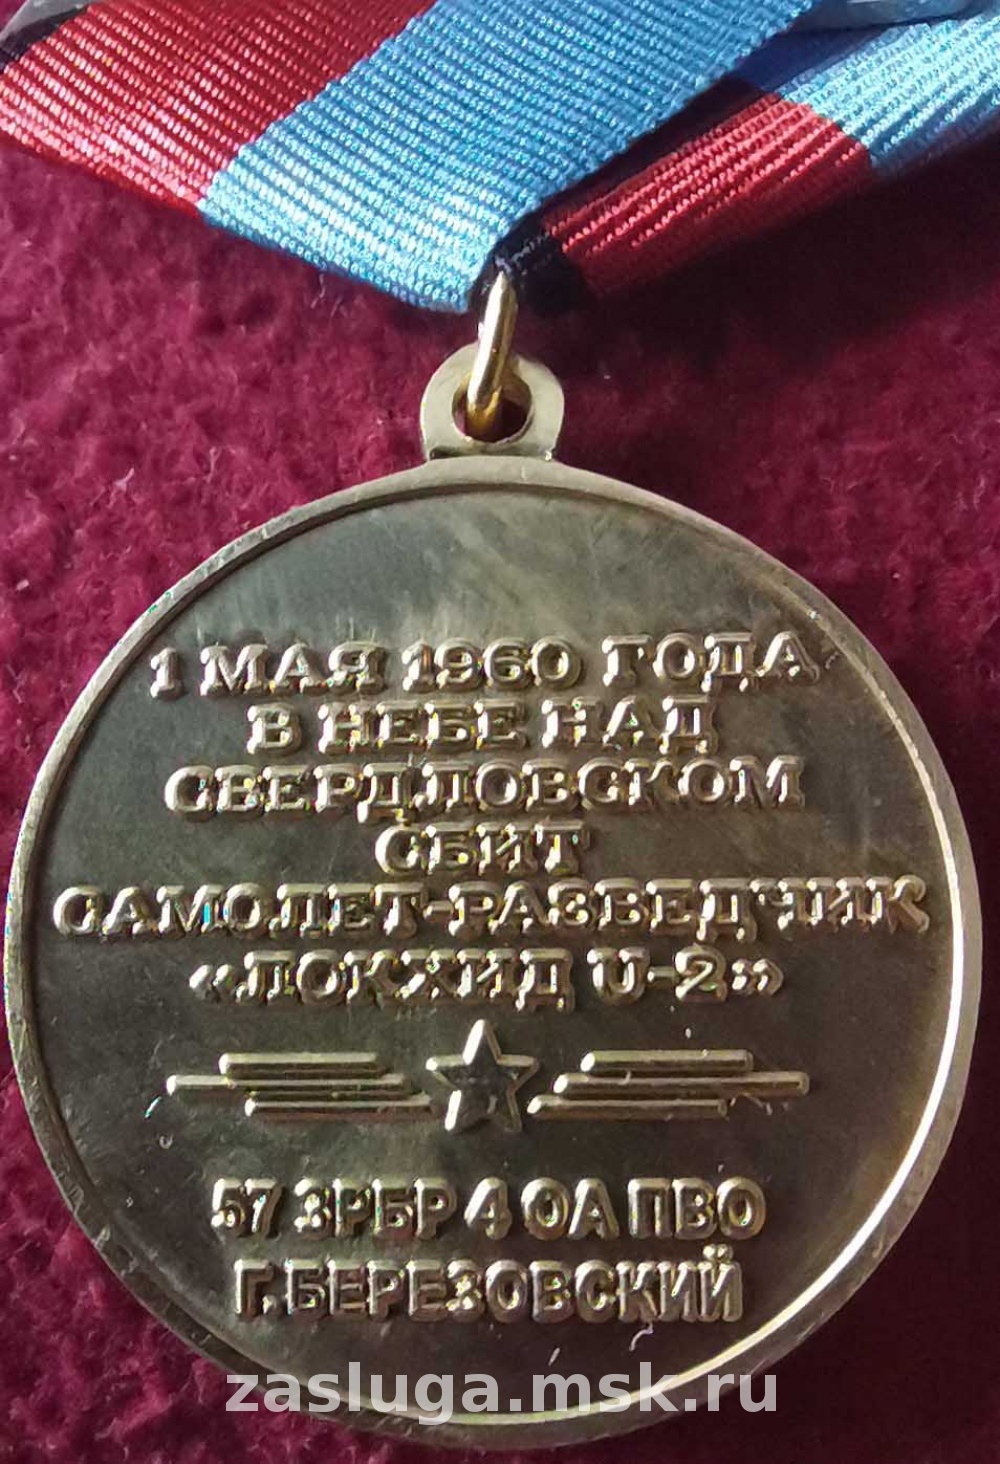 1 МАЯ 1960 ГОДА
В НЕБЕ НАД
СВЕРДЛОВСКОМ
СБИТ
САМОЛЕТ-РАЗВЕДЧИК
«ЛОКХИД U-2»
57 ЗРБР 4 ОА ПВО
Г. БЕРЕЗОВСКИЙ
zasluga.msk.ru